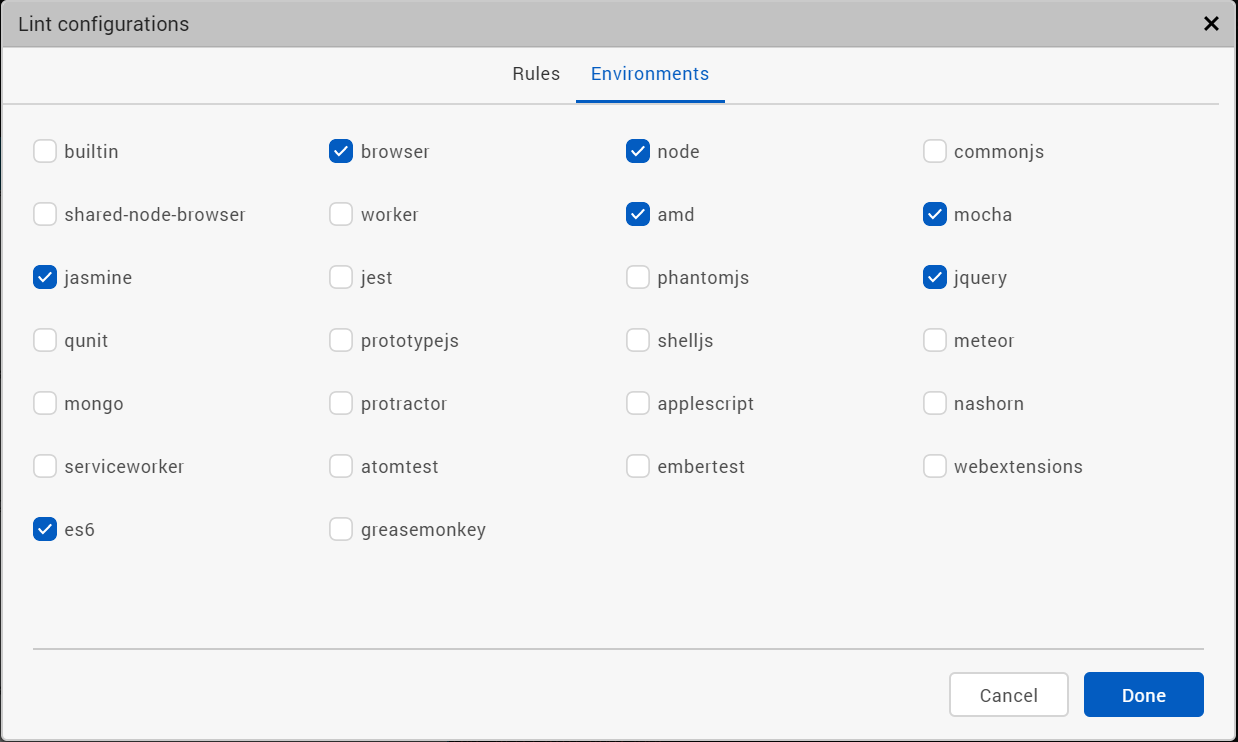 Lint configurations
Rules Environments
builtin browser node commonjs
shared-node-browser worker amd mocha
jasmine jest phantomjs jquery
qunit prototypejs shelljs meteor
mongo protractor applescript nashorn
serviceworker atomtest embertest webextensions
es6 greasemonkey
Cancel Done